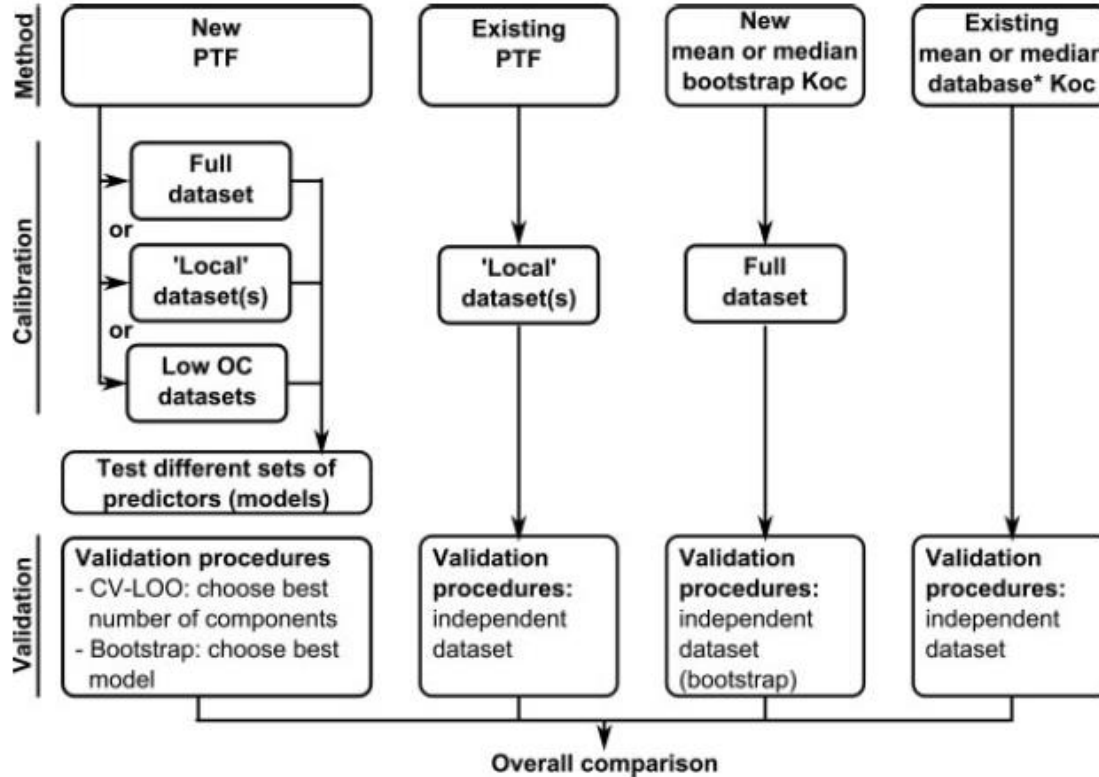 Method
New
PTF
Existing
PTF
New
mean or median
bootstrap Koc
Existing
mean or median
database* Koc
Calibration
Full
dataset
or
'Local'
dataset(s)
or
Low OC
datasets
'Local'
dataset(s)
Full
dataset
Test different sets of
predictors (models)
Validation
Validation procedures
- CV-LOO: choose best
number of components
- Bootstrap: choose best
model
Validation
procedures:
independent
dataset
Validation
procedures:
independent
dataset
(bootstrap)
Validation
procedures:
independent
dataset
Overall comparison